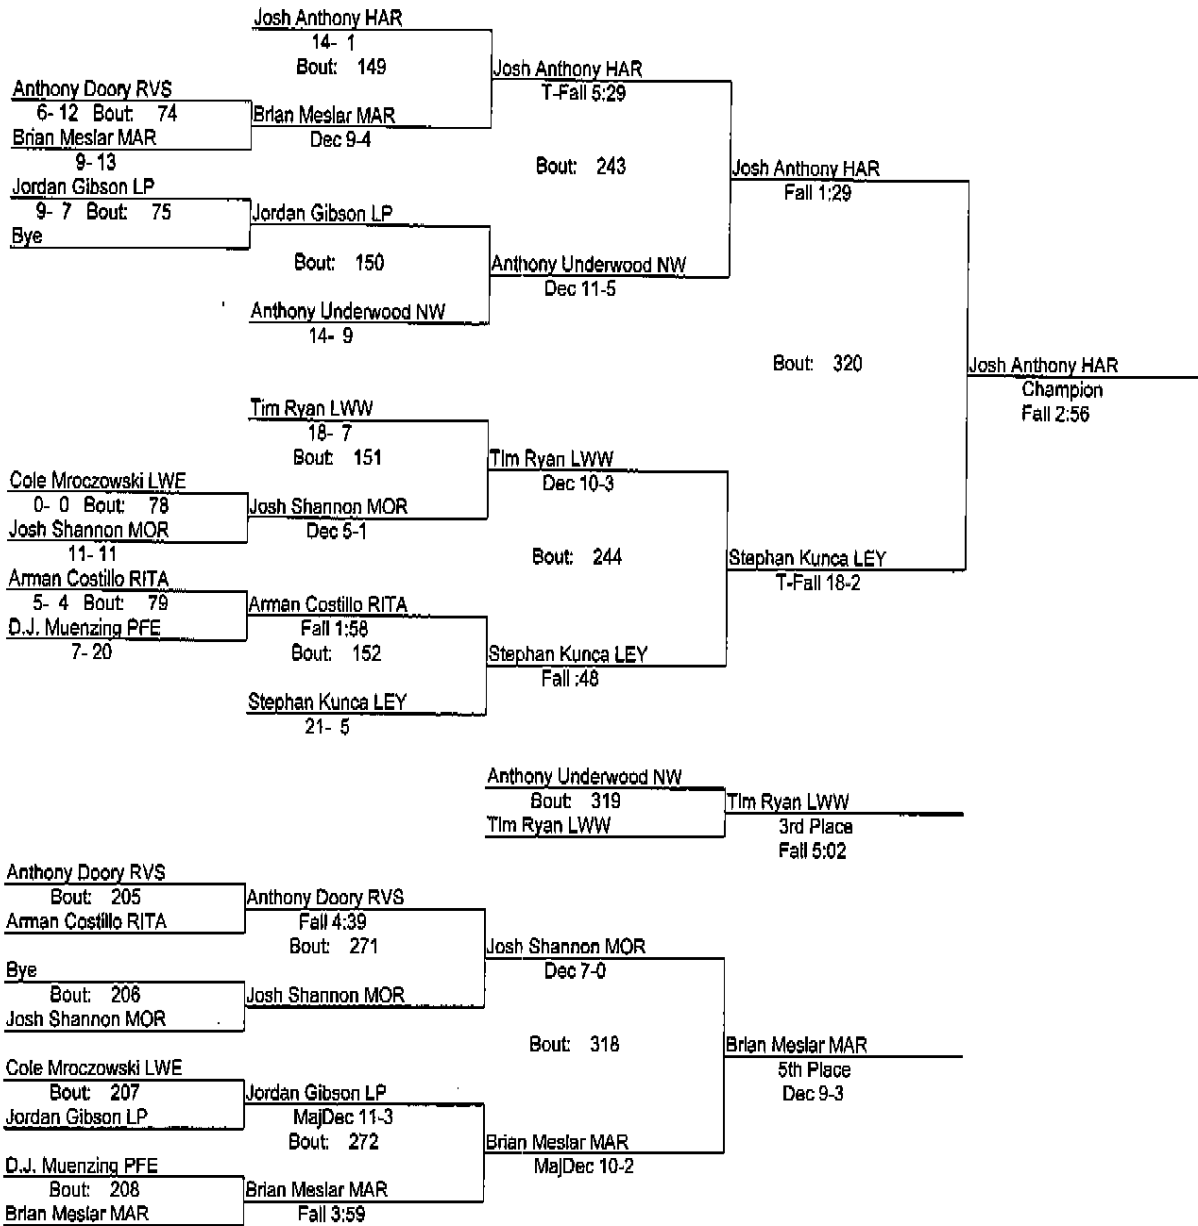 Josh Anthony HAR
14- 1
Bout: 149
Anthony Doory RVS
6- 12 Bout: 74
Brian Meslar MAR
9- 13
Brian Meslar MAR
Dec 9-4
Josh Anthony HAR
T-Fall 5:29
Jordan Gibson LP
9- 7 Bout: 75
Bye
Jordan Gibson LP
Bout: 150
Anthony Underwood NW
14- 9
Anthony Underwood NW
Dec 11-5
Bout: 243
Josh Anthony HAR
Fall 1:29
Bout: 320
Josh Anthony HAR
Champion
Fall 2:56
Tim Ryan LWW
18- 7
Bout: 151
Cole Mroczowski LWE
0- 0 Bout: 78
Josh Shannon MOR
11- 11
Josh Shannon MOR
Dec 5-1
Tim Ryan LWW
Dec 10-3
Arman Costillo RITA
5- 4 Bout: 79
D.J. Muenzing PFE
7- 20
Arman Costillo RITA
Fall 1:58
Bout: 152
Stephan Kunca LEY
21- 5
Stephan Kunca LEY
Fall :48
Bout: 244
Stephan Kunca LEY
T-Fall 18-2
Anthony Underwood NW
Bout: 319
Tim Ryan LWW
Tim Ryan LWW
3rd Place
Fall 5:02
Anthony Doory RVS
Bout: 205
Arman Costillo RITA
Anthony Doory RVS
Fall 4:39
Bout: 271
Bye
Bout: 206
Josh Shannon MOR
Josh Shannon MOR
Josh Shannon MOR
Dec 7-0
Cole Mroczowski LWE
Bout: 207
Jordan Gibson LP
Jordan Gibson LP
MajDec 11-3
Bout: 272
D.J. Muenzing PFE
Bout: 208
Brian Meslar MAR
Brian Meslar MAR
Fall 3:59
Brian Meslar MAR
MajDec 10-2
Bout: 318
Brian Meslar MAR
5th Place
Dec 9-3